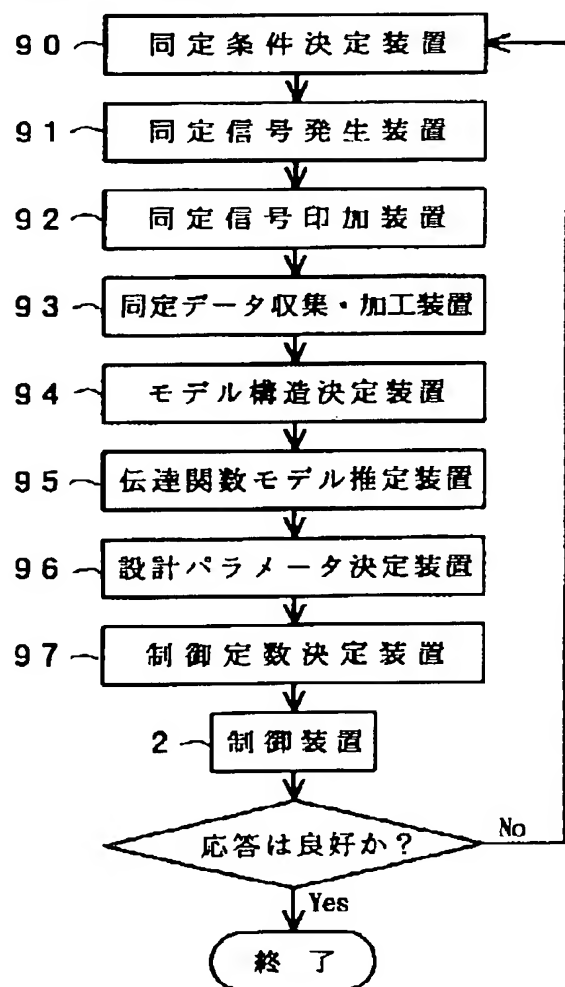 90 同定条件決定装置
91 同定信号発生装置
92 同定信号印加装置
93 同定データ収集・加工装置
94 モデル構造決定装置
95 伝達関数モデル推定装置
96 設計パラメータ決定装置
97 制御定数決定装置
2 制御装置
応答は良好か?
No
Yes
終了